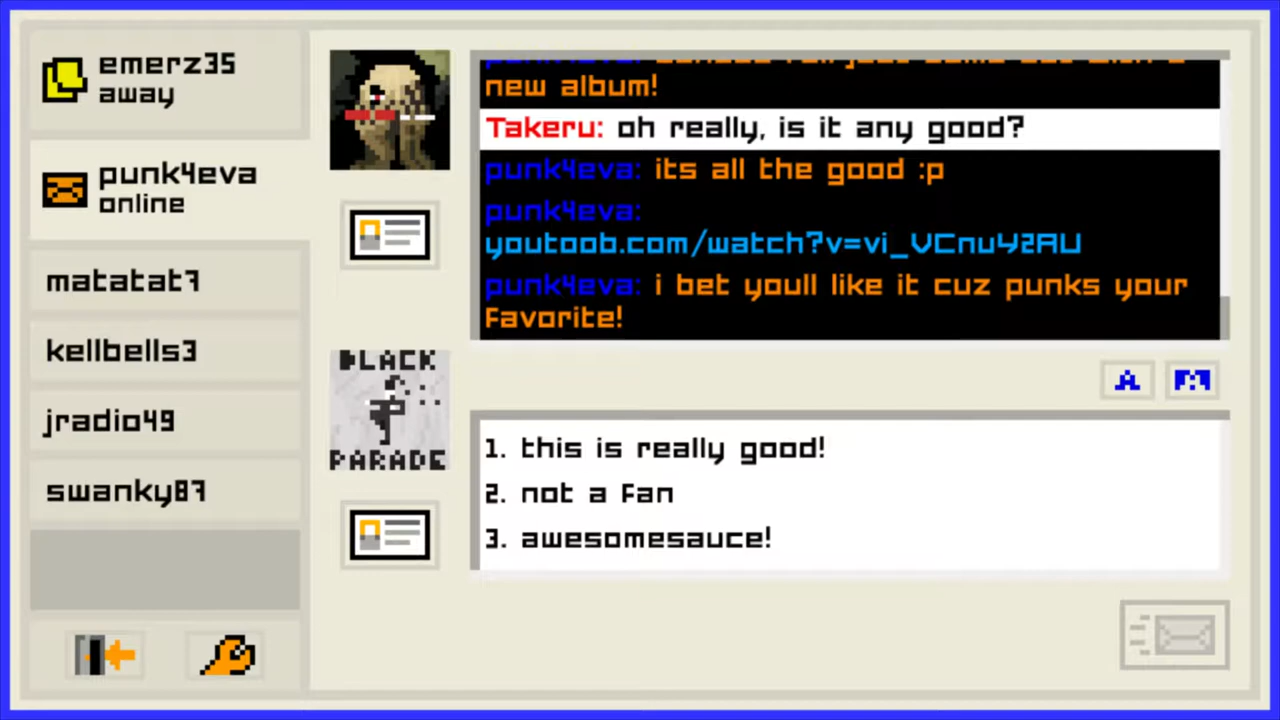 emerz35
away
punk4eva
online
matatat7
kellbells3
jradio49
swanky87
new album!
Takeru: oh really, is it any good?
punk4eva: its all the good :p
punk4eva:
youtoob.com/watch?v=vi_VCnuY2AU
punk4eva: i bet youll like it cuz punks your
favorite!
BLACK
PARADE
A
1. this is really good!
2. not a fan
3. awesomesauce!